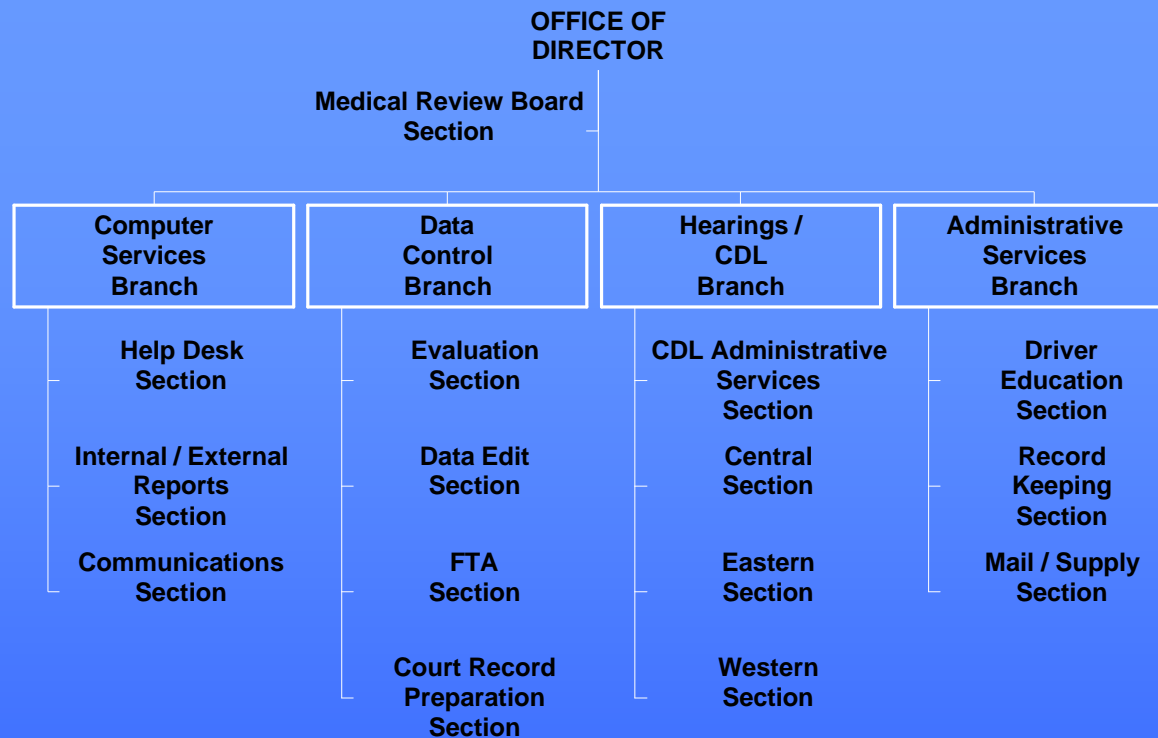 OFFICE OF
DIRECTOR
Medical Review Board
Section
Computer
Services
Branch
Data
Control
Branch
Hearings /
CDL
Branch
Administrative
Services
Branch
Help Desk
Section
Evaluation
Section
CDL Administrative
Services
Section
Driver
Education
Section
Internal / External
Reports
Section
Data Edit
Section
Central
Section
Record
Keeping
Section
Communications
Section
FTA
Section
Eastern
Section
Mail / Supply
Section
Court Record
Preparation
Section
Western
Section